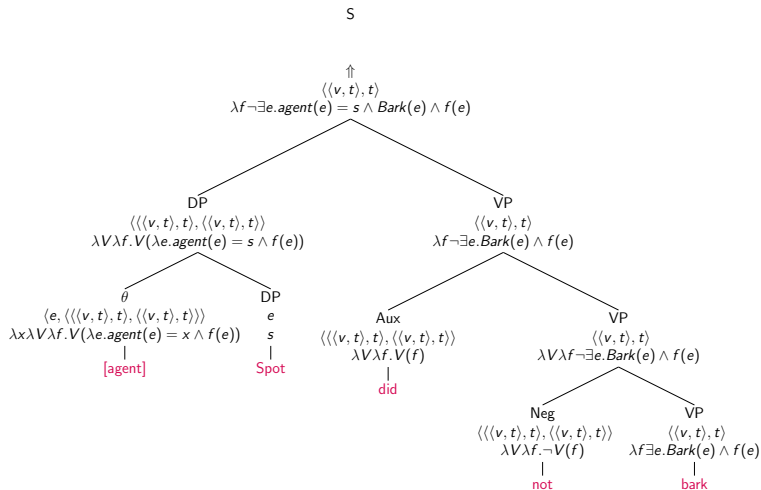 S
⇑
⟨⟨v, t⟩, t⟩
λf¬∃e.agent(e) = s ∧ Bark(e) ∧ f(e)
DP VP
⟨⟨⟨v, t⟩, t⟩, ⟨⟨v, t⟩, t⟩⟩ ⟨⟨v, t⟩, t⟩
λVλf.V(λe.agent(e) = s ∧ f(e)) λf¬∃e.Bark(e) ∧ f(e)
θ DP Aux VP
⟨e, ⟨⟨⟨v, t⟩, t⟩, ⟨⟨v, t⟩, t⟩⟩⟩ e ⟨⟨⟨v, t⟩, t⟩, ⟨⟨v, t⟩, t⟩⟩ ⟨⟨v, t⟩, t⟩
λxλVλf.V(λe.agent(e) = x ∧ f(e)) s λVλf.V(f) λVλf¬∃e.Bark(e) ∧ f(e)
[agent] Spot did
Neg VP
⟨⟨⟨v, t⟩, t⟩, ⟨⟨v, t⟩, t⟩⟩ ⟨⟨v, t⟩, t⟩
λVλf.¬V(f) λf∃e.Bark(e) ∧ f(e)
not bark